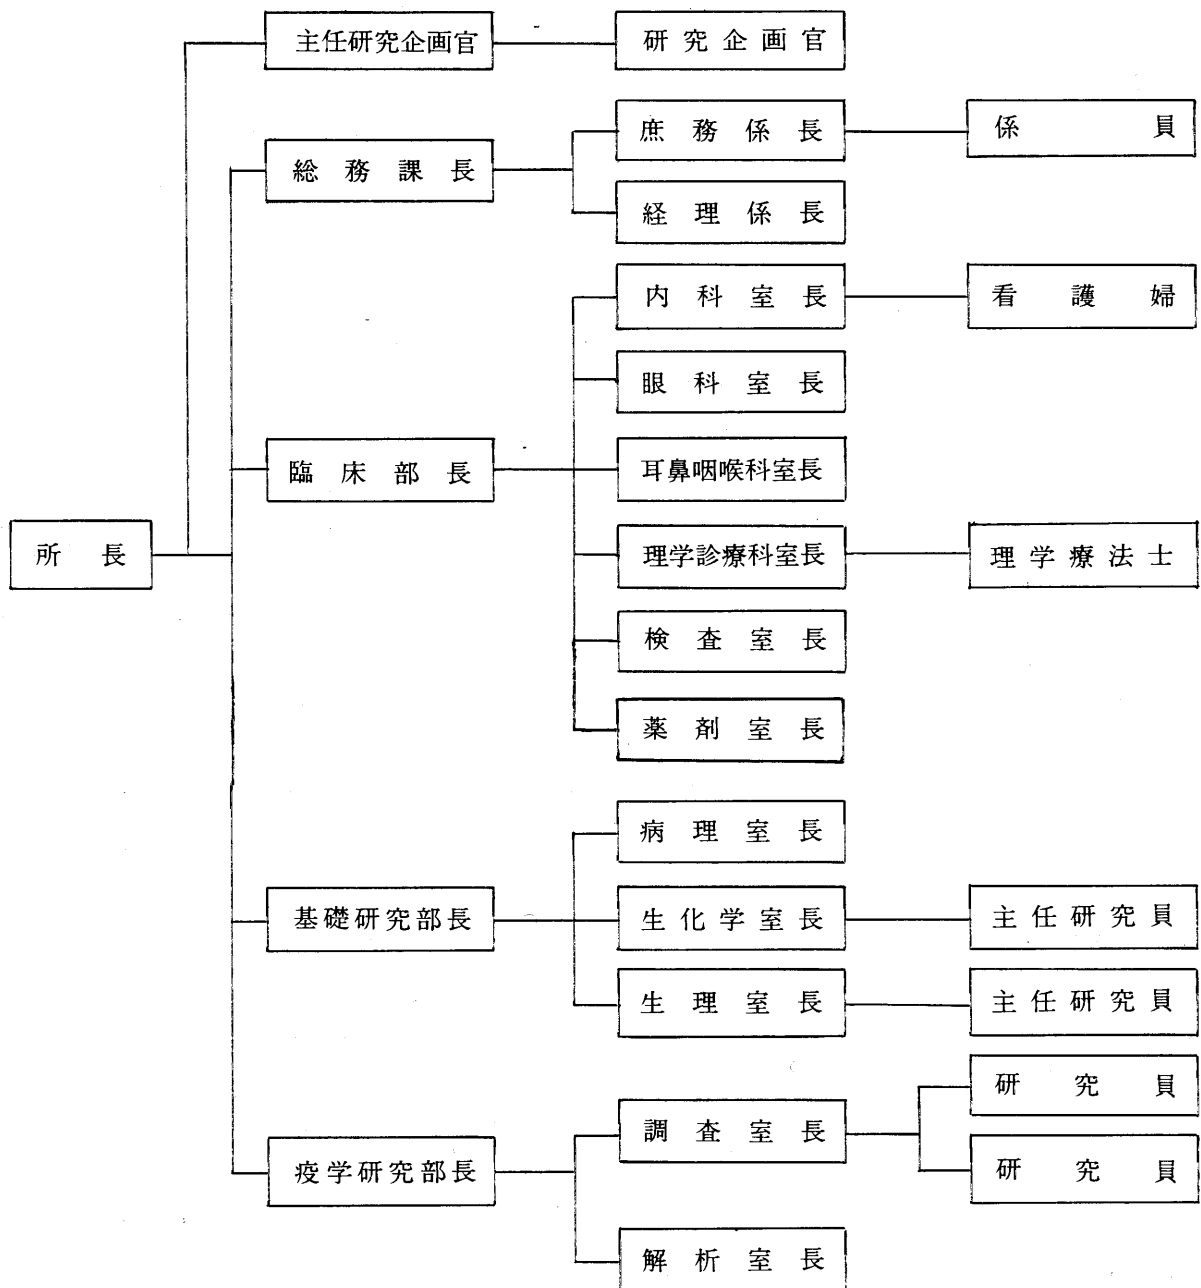 主任研究企画官
研究企画官
庶務係長
係員
総務課長
経理係長
内科室長
看護婦
眼科室長
臨床部長
耳鼻咽喉科室長
所長
理学診療科室長
理学療法士
検査室長
薬剤室長
病理室長
基礎研究部長
生化学室長
主任研究員
生理室長
主任研究員
研究員
調査室長
疫学研究部長
研究員
解析室長